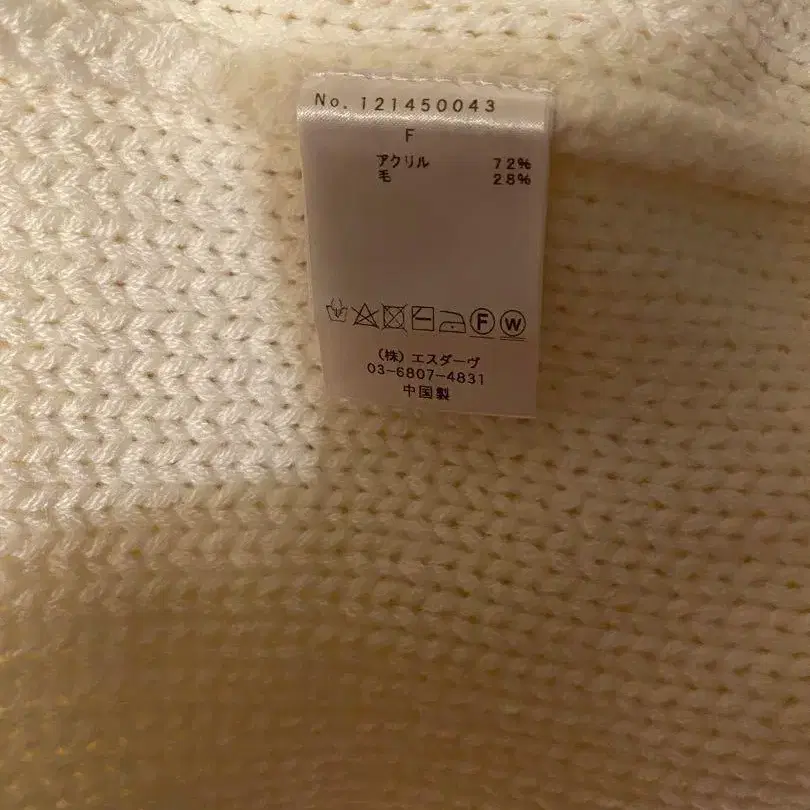 No. 121450043
F
アクリル 72%
毛 28%
F W
(株) エスダーヴ
03-6807-4831
中国製